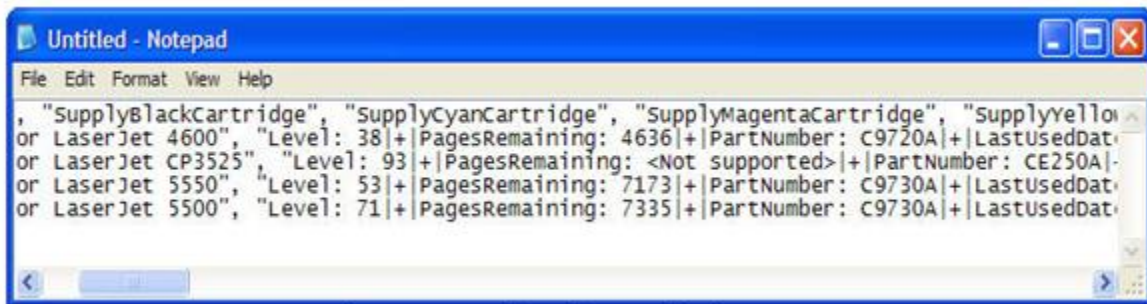 Untitled - Notepad
File Edit Format View Help
, "SupplyBlackCartridge", "SupplyCyanCartridge", "SupplyMagentaCartridge", "SupplyYello
or LaserJet 4600", "Level: 38|+|PagesRemaining: 4636|+|PartNumber: C9720A|+|LastUsedDat
or LaserJet CP3525", "Level: 93|+|PagesRemaining: <Not supported>|+|PartNumber: CE250A|
or LaserJet 5550", "Level: 53|+|PagesRemaining: 7173|+|PartNumber: C9730A|+|LastUsedDat
or LaserJet 5500", "Level: 71|+|PagesRemaining: 7335|+|PartNumber: C9730A|+|LastUsedDat